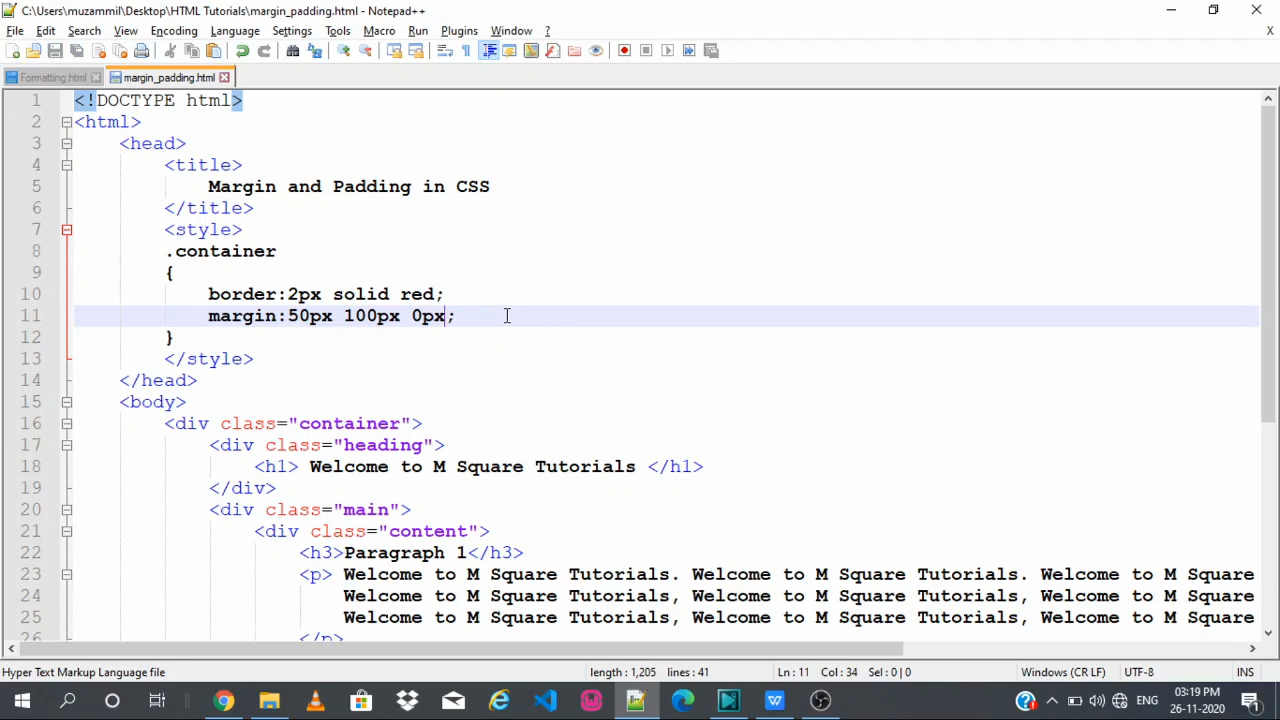 C:\Users\muzammil\Desktop\HTML Tutorials\margin_padding.html - Notepad++
File Edit Search View Encoding Language Settings Tools Macro Run Plugins Window ? X
Formatting.html margin_padding.html
1 <!DOCTYPE html>
2 <html>
3 <head>
4 <title>
5 Margin and Padding in CSS
6 </title>
7 <style>
8 .container
9 {
10 border:2px solid red;
11 margin:50px 100px 0px;
12 }
13 </style>
14 </head>
15 <body>
16 <div class="container">
17 <div class="heading">
18 <h1> Welcome to M Square Tutorials </h1>
19 </div>
20 <div class="main">
21 <div class="content">
22 <h3>Paragraph 1</h3>
23 <p> Welcome to M Square Tutorials. Welcome to M Square Tutorials. Welcome to M Square
24 Welcome to M Square Tutorials, Welcome to M Square Tutorials, Welcome to M Square
25 Welcome to M Square Tutorials, Welcome to M Square Tutorials, Welcome to M Square
26 </p>
Hyper Text Markup Language file length : 1,205 lines : 41 Ln : 11 Col : 34 Sel : 0 | 0 Windows (CR LF) UTF-8 INS
ENG 03:19 PM
26-11-2020